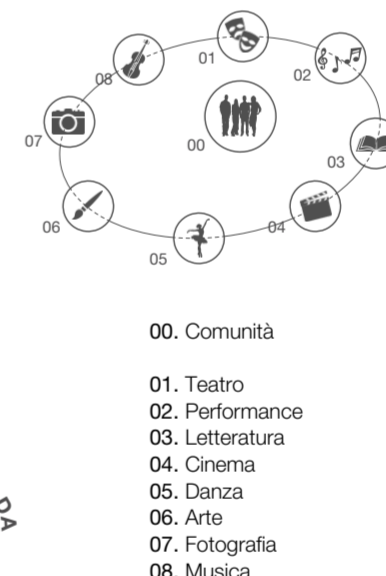 01
02
03
04
05
06
07
08
00
00. Comunità
01. Teatro
02. Performance
03. Letteratura
04. Cinema
05. Danza
06. Arte
07. Fotografia
08. Musica
DA